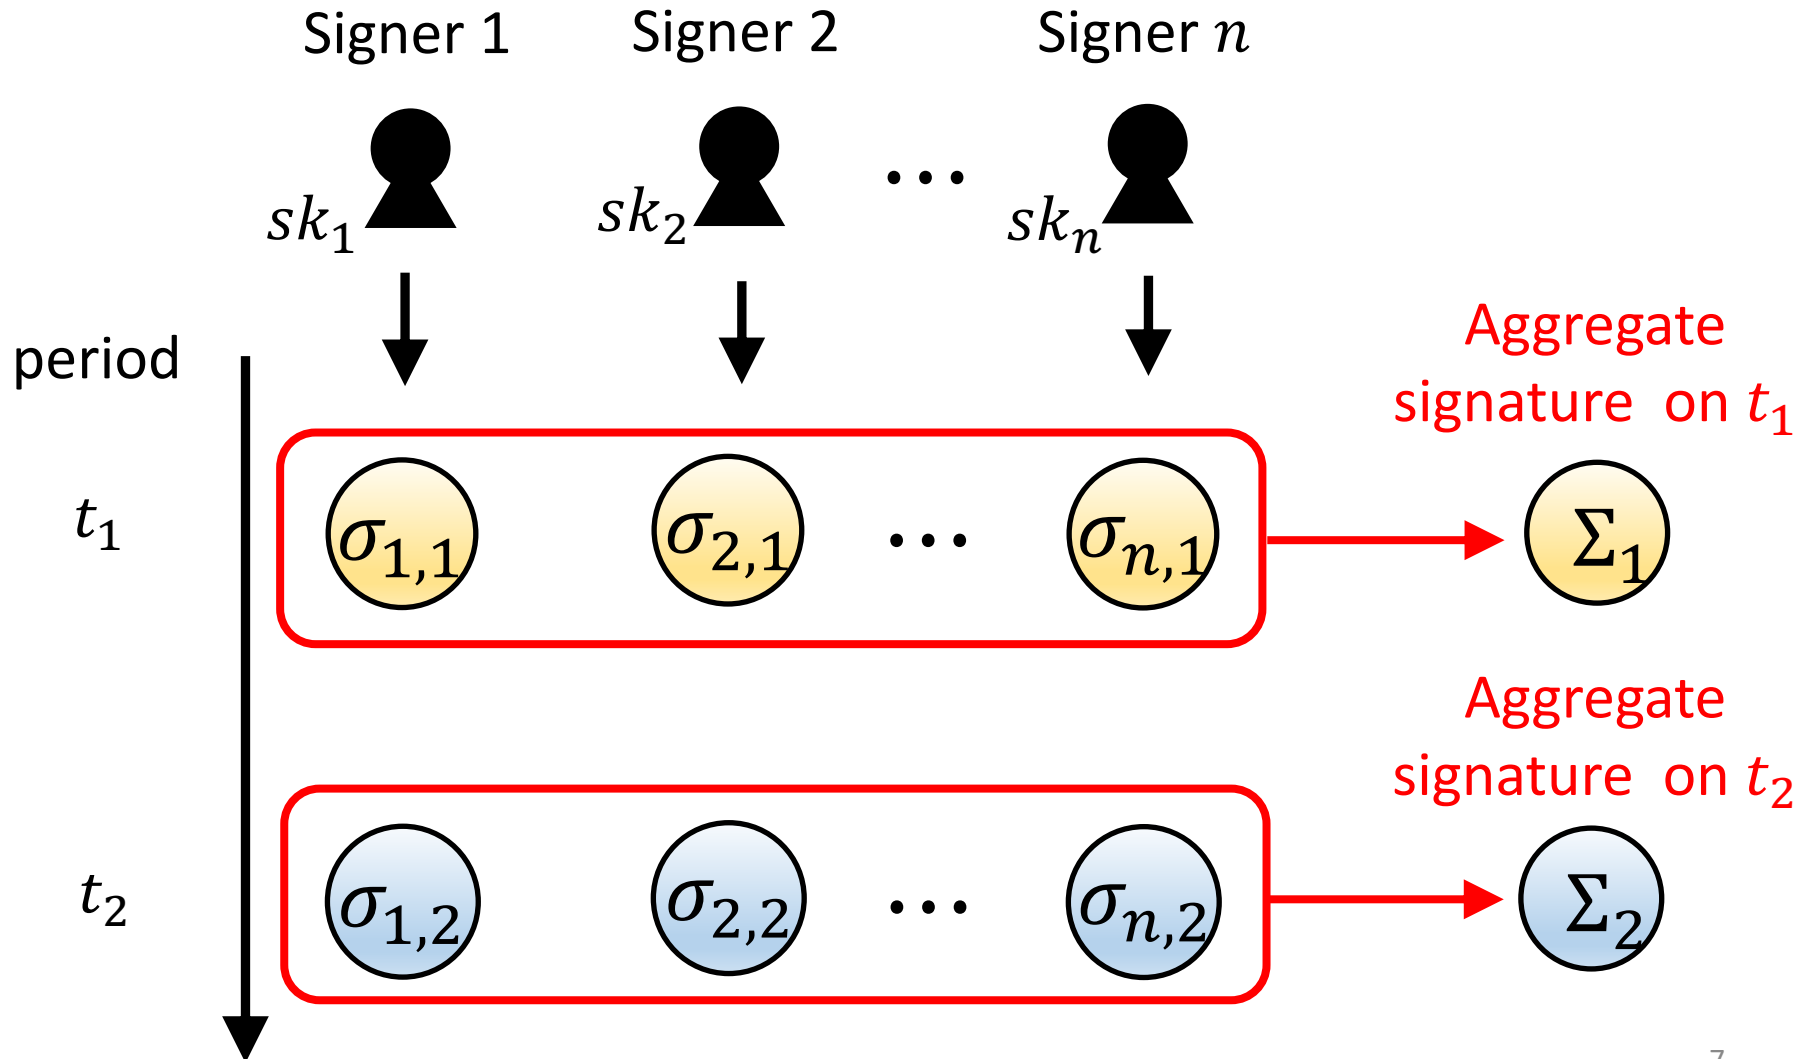 Signer 1 Signer 2 Signer n
sk₁ sk₂ ⋯ skₙ
period
Aggregate
signature on t₁
t₁ σ₁,₁ σ₂,₁ ⋯ σₙ,₁ Σ₁
Aggregate
signature on t₂
t₂ σ₁,₂ σ₂,₂ ⋯ σₙ,₂ Σ₂
7